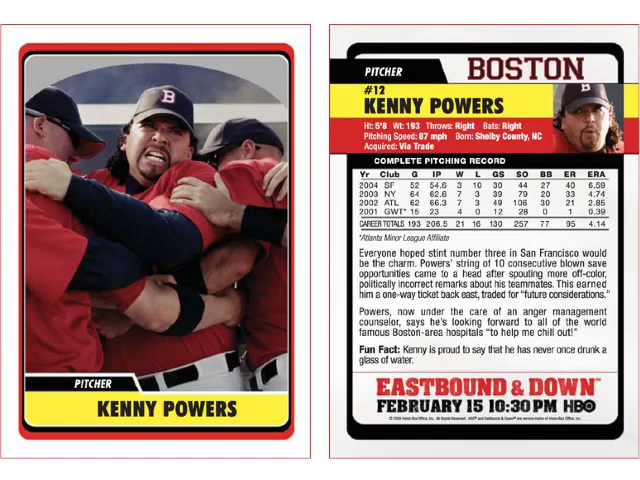 B
PITCHER
KENNY POWERS
PITCHER
BOSTON
#12
KENNY POWERS
B
Ht: 5'8 Wt: 193 Throws: Right Bats: Right
Pitching Speed: 87 mph Born: Shelby County, NC
Acquired: Via Trade
COMPLETE PITCHING RECORD
Yr Club G IP W L GS SO BB ER ERA
2004 SF 52 54.6 3 10 30 44 27 40 6.59
2003 NY 64 62.6 7 3 39 79 20 33 4.74
2002 ATL 62 66.3 7 3 49 106 30 21 2.85
2001 GWT* 15 23 4 0 12 28 0 1 0.39
CAREER TOTALS 193 206.5 21 16 130 257 77 95 4.14
*Atlanta Minor League Affiliate
Everyone hoped stint number three in San Francisco would
be the charm. Powers' string of 10 consecutive blown save
opportunities came to a head after spouting more off-color,
politically incorrect remarks about his teammates. This earned
him a one-way ticket back east, traded for "future considerations."
Powers, now under the care of an anger management
counselor, says he's looking forward to all of the world
famous Boston-area hospitals "to help me chill out!"
Fun Fact: Kenny is proud to say that he has never once drunk a
glass of water.
EASTBOUND & DOWN™
FEBRUARY 15 10:30 PM HBO